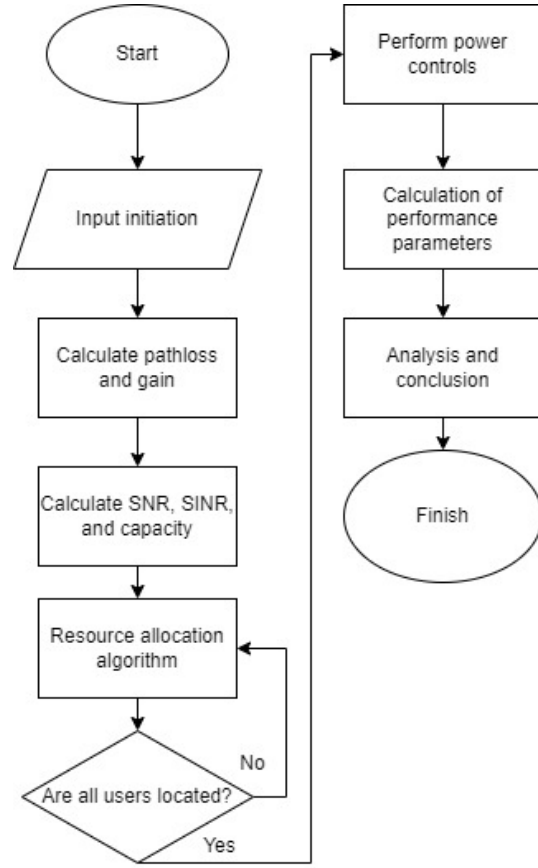 Start
Input initiation
Calculate pathloss
and gain
Calculate SNR, SINR,
and capacity
Resource allocation
algorithm
Are all users located?
No
Yes
Perform power
controls
Calculation of
performance
parameters
Analysis and
conclusion
Finish